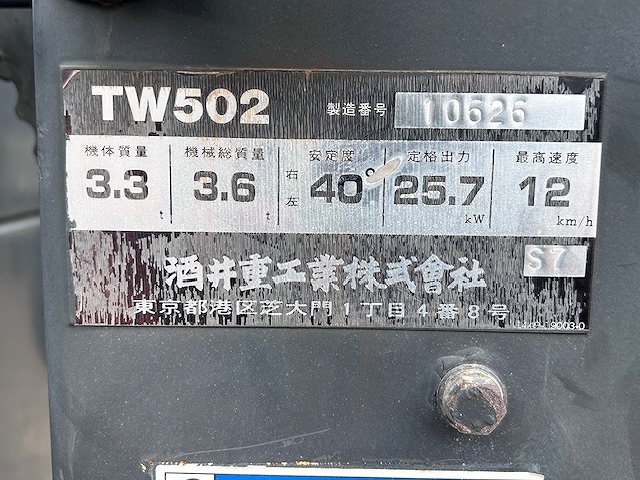 TW502 製造番号 10626
機体質量 機械総質量 安定度 定格出力 最高速度
3.3 t 3.6 t 右左 40° 25.7 kW 12 km/h
酒井重工業株式會社 S7
東京都港区芝大門1丁目4番8号